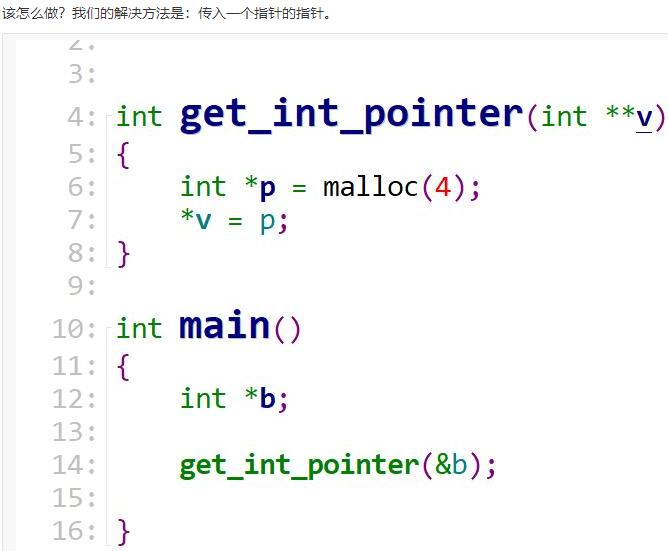 该怎么做？我们的解决方法是：传入一个指针的指针。
2:
3:
4: int get_int_pointer(int **v)
5: {
6:     int *p = malloc(4);
7:     *v = p;
8: }
9:
10: int main()
11: {
12:     int *b;
13:
14:     get_int_pointer(&b);
15:
16: }